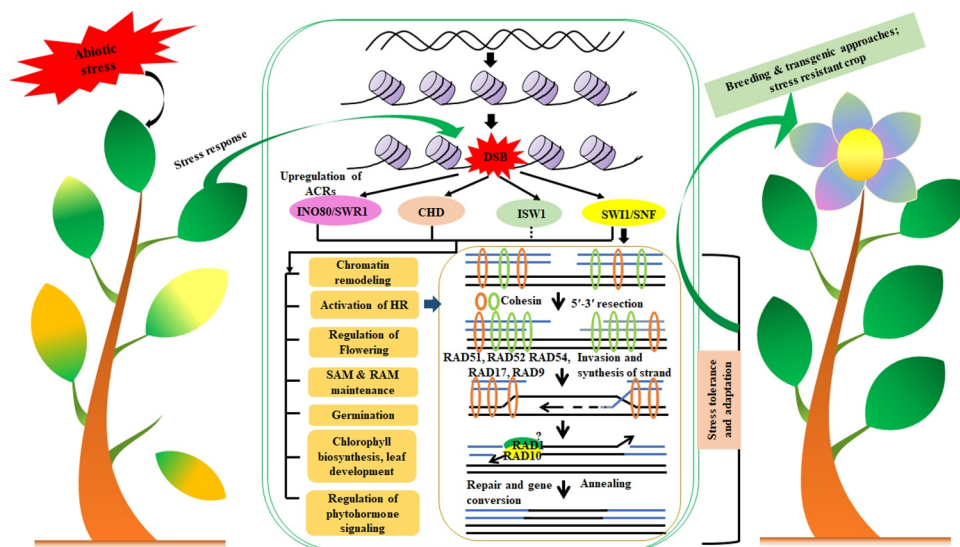 Abiotic
stress
Stress response
Breeding & transgenic approaches;
stress resistant crop
DSB
Upregulation of
ACRs
INO80/SWR1
CHD
ISW1
SWI1/SNF
Chromatin
remodeling
Activation of HR
Regulation of
Flowering
SAM & RAM
maintenance
Germination
Chlorophyll
biosynthesis, leaf
development
Regulation of
phytohormone
signaling
Cohesin
5′-3′ resection
RAD51, RAD52 RAD54,
RAD17, RAD9
Invasion and
synthesis of strand
?
RAD1
RAD10
Repair and gene
conversion
Annealing
Stress tolerance
and adaptation